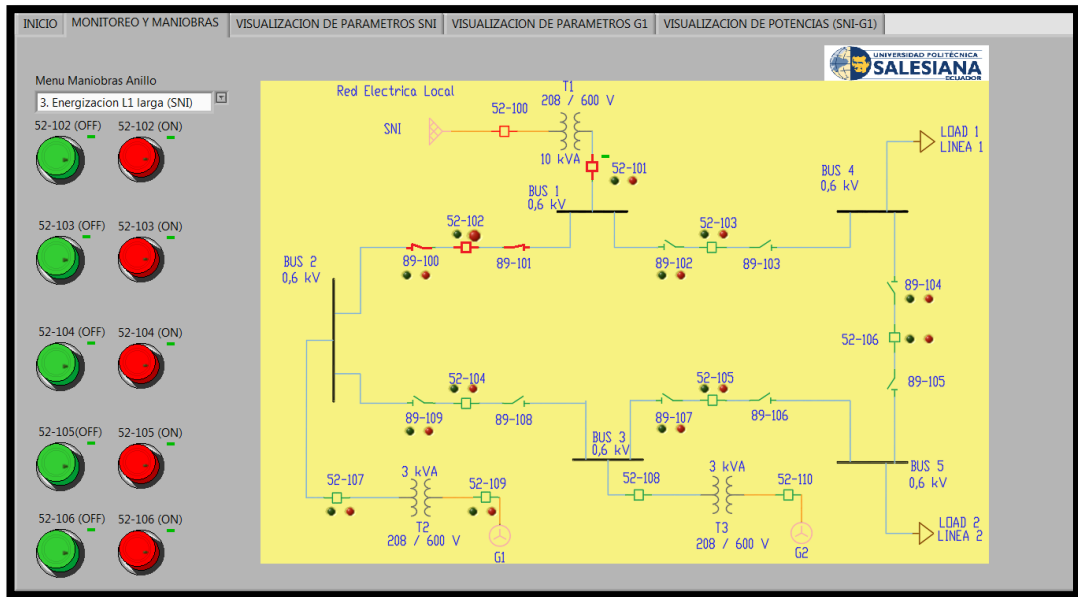 INICIO
MONITOREO Y MANIOBRAS
VISUALIZACION DE PARAMETROS SNI
VISUALIZACION DE PARAMETROS G1
VISUALIZACION DE POTENCIAS (SNI-G1)
UNIVERSIDAD POLITÉCNICA
SALESIANA
ECUADOR
Menu Maniobras Anillo
3. Energizacion L1 larga (SNI)
52-102 (OFF)
52-102 (ON)
52-103 (OFF)
52-103 (ON)
52-104 (OFF)
52-104 (ON)
52-105(OFF)
52-105 (ON)
52-106 (OFF)
52-106 (ON)
Red Electrica Local
T1
208 / 600 V
52-100
SNI
10 kVA
52-101
LOAD 1
LINEA 1
BUS 4
0,6 kV
BUS 1
0,6 kV
52-102
52-103
BUS 2
0,6 kV
89-100
89-101
89-102
89-103
89-104
52-106
89-105
52-104
52-105
89-109
89-108
89-107
89-106
BUS 3
0,6 kV
BUS 5
0,6 kV
3 kVA
52-107
52-109
52-108
3 kVA
52-110
T2
208 / 600 V
G1
T3
208 / 600 V
G2
LOAD 2
LINEA 2